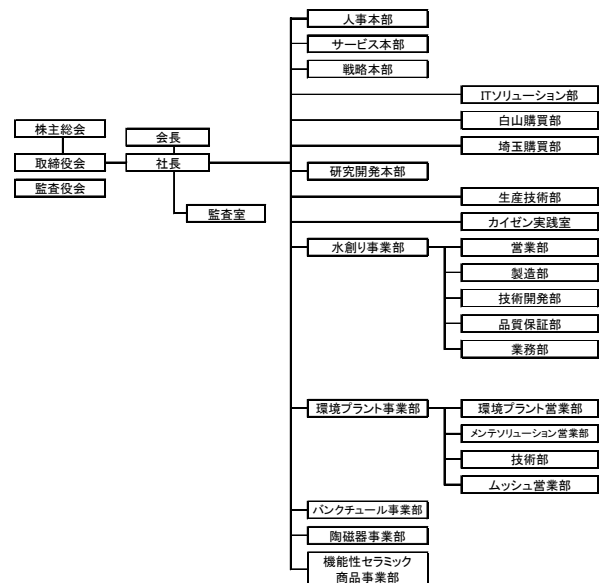 人事本部
サービス本部
戦略本部
ITソリューション部
白山購買部
埼玉購買部
株主総会
会長
取締役会
社長
監査役会
監査室
研究開発本部
生産技術部
カイゼン実践室
水創り事業部
営業部
製造部
技術開発部
品質保証部
業務部
環境プラント事業部
環境プラント営業部
メンテソリューション営業部
技術部
ムッシュ営業部
バンクチュール事業部
陶磁器事業部
機能性セラミック
商品事業部